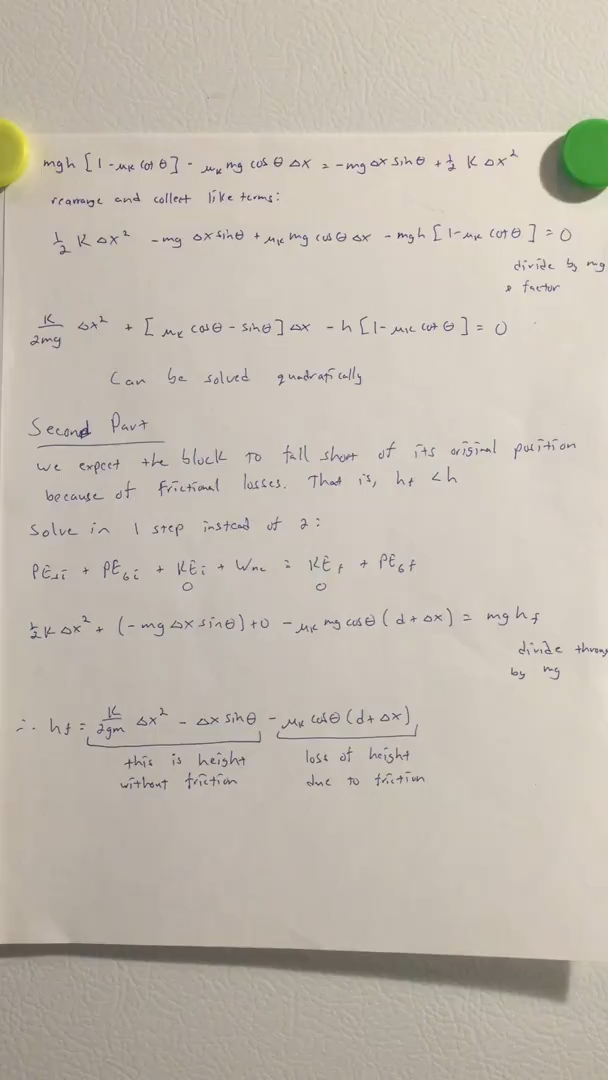 mgh [1-μk cot θ] - μk mg cos θ Δx = -mg Δx sin θ + 1/2 K Δx²
rearrange and collect like terms:
1/2 K Δx² - mg Δx sin θ + μk mg cos θ Δx - mgh [1-μk cot θ] = 0
divide by mg
& factor
K/2mg Δx² + [μk cos θ - sin θ] Δx - h [1-μk cot θ] = 0
Can be solved quadratically
Second Part
we expect the block to fall short of its original position
because of frictional losses. That is, hf < h
Solve in 1 step instead of 2:
PEsi + PEGi + KEi + Wnc = KEf + PEGf
0 0
1/2 K Δx² + (-mg Δx sin θ) + 0 - μk mg cos θ (d + Δx) = mg hf
divide throug
by mg
∴ hf = K/2gm Δx² - Δx sin θ - μk cos θ (d + Δx)
this is height loss of height
without friction due to friction